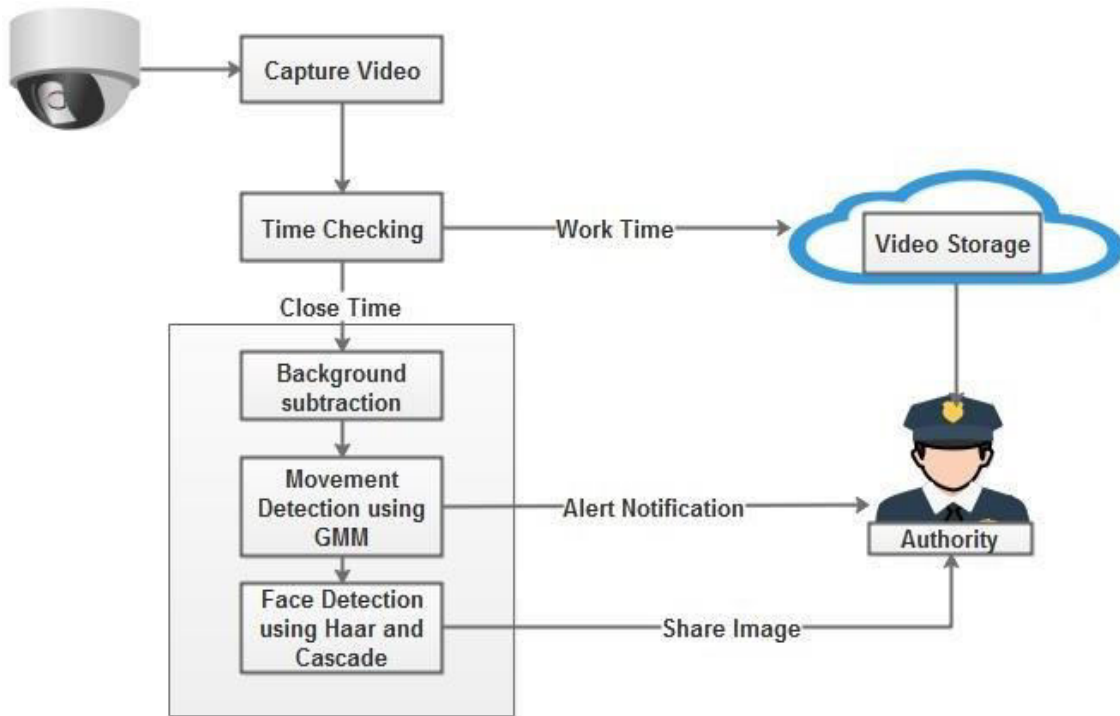 Capture Video
Time Checking
Work Time
Video Storage
Close Time
Background
subtraction
Movement
Detection using
GMM
Alert Notification
Authority
Face Detection
using Haar and
Cascade
Share Image